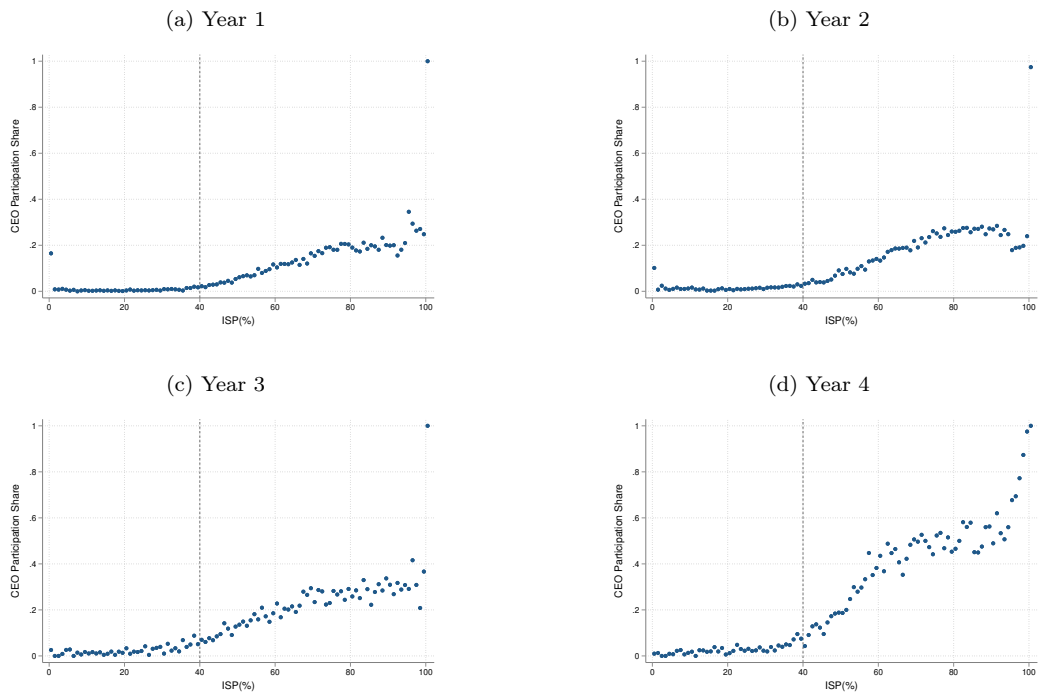 (a) Year 1
CEO Participation Share
1
.8
.6
.4
.2
0
0 20 40 60 80 100
ISP(%)
(b) Year 2
CEO Participation Share
1
.8
.6
.4
.2
0
0 20 40 60 80 100
ISP(%)
(c) Year 3
CEO Participation Share
1
.8
.6
.4
.2
0
0 20 40 60 80 100
ISP(%)
(d) Year 4
CEO Participation Share
1
.8
.6
.4
.2
0
0 20 40 60 80 100
ISP(%)